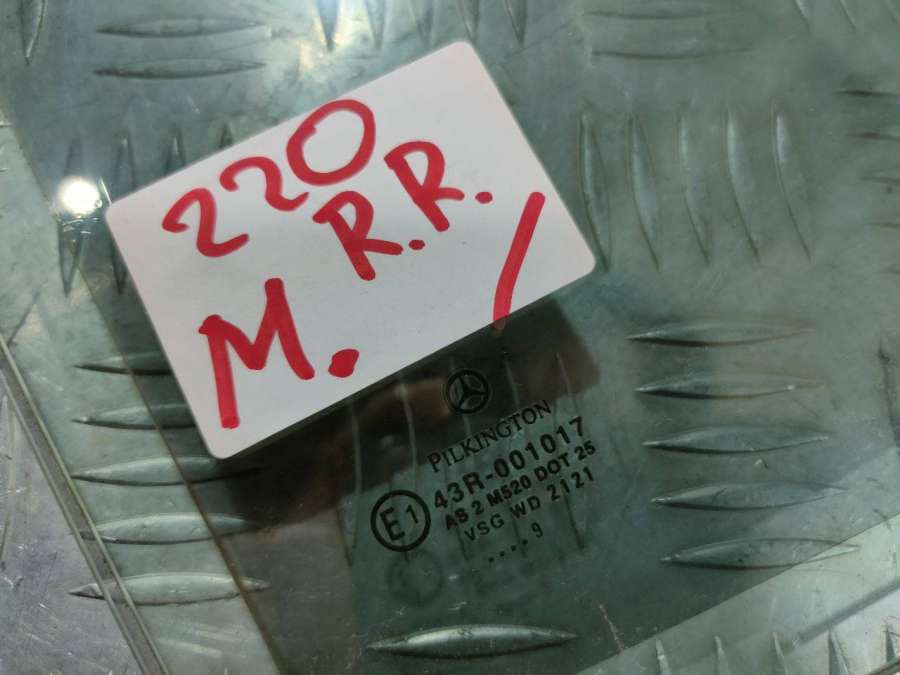 220
R.R.
M. /
PILKINGTON
E1
43R-001017
AS 2 M520 DOT 25
VSG WD 2121
....9